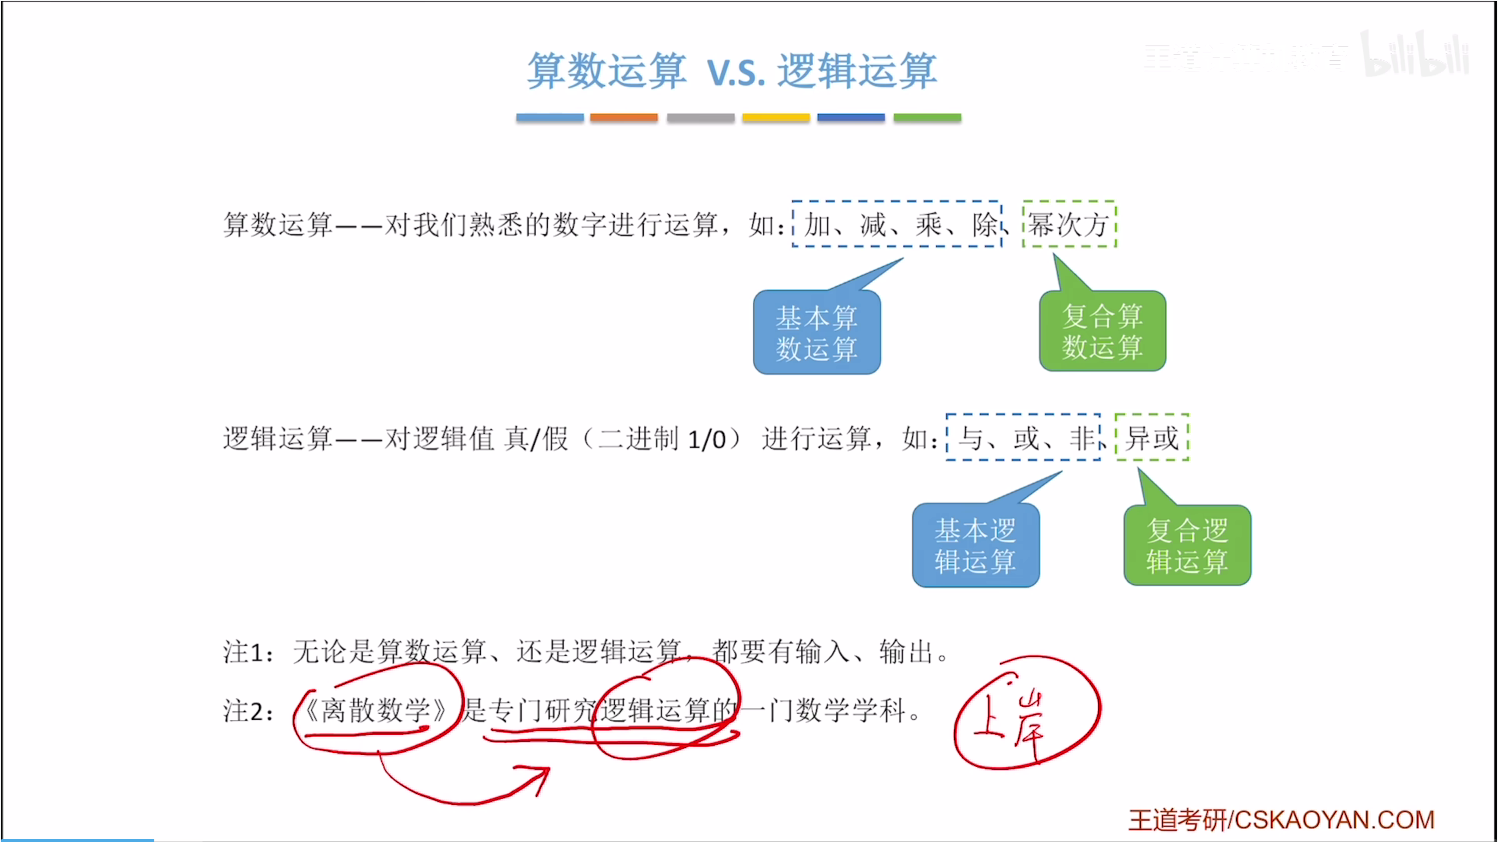 算数运算 V.S. 逻辑运算
bilibili
算数运算——对我们熟悉的数字进行运算，如：加、减、乘、除、幂次方
基本算
数运算
复合算
数运算
逻辑运算——对逻辑值 真/假（二进制 1/0） 进行运算，如：与、或、非、异或
基本逻
辑运算
复合逻
辑运算
注1：无论是算数运算、还是逻辑运算，都要有输入、输出。
注2：《离散数学》是专门研究逻辑运算的一门数学学科。
上岸
王道考研/CSKAOYAN.COM